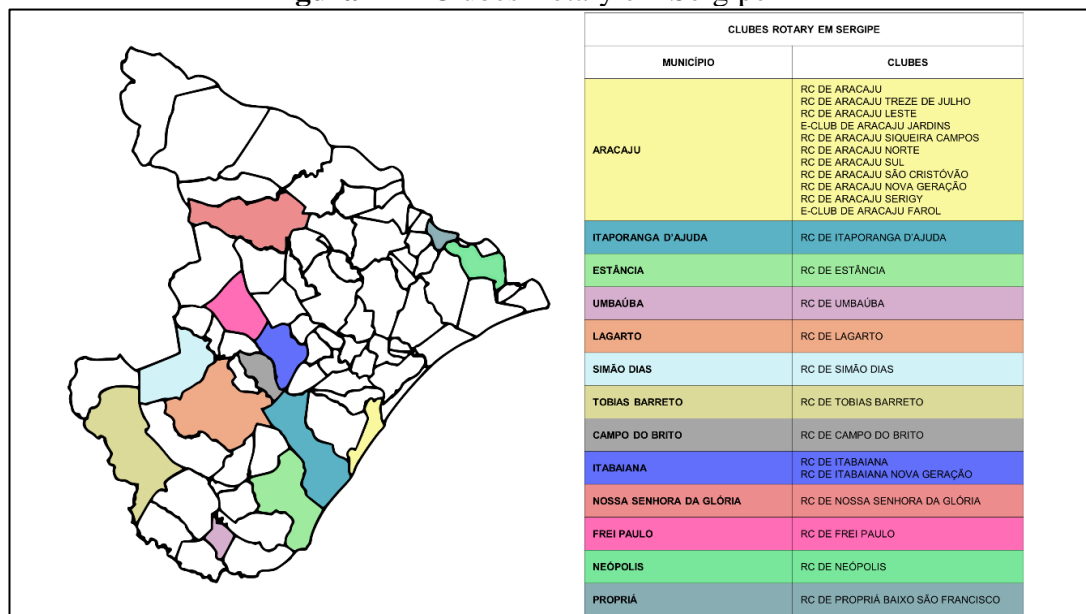 CLUBES ROTARY EM SERGIPE
MUNICÍPIO CLUBES
ARACAJU
RC DE ARACAJU
RC DE ARACAJU TREZE DE JULHO
RC DE ARACAJU LESTE
E-CLUB DE ARACAJU JARDINS
RC DE ARACAJU SIQUEIRA CAMPOS
RC DE ARACAJU NORTE
RC DE ARACAJU SUL
RC DE ARACAJU SÃO CRISTÓVÃO
RC DE ARACAJU NOVA GERAÇÃO
RC DE ARACAJU SERIGY
E-CLUB DE ARACAJU FAROL
ITAPORANGA D'AJUDA RC DE ITAPORANGA D'AJUDA
ESTÂNCIA RC DE ESTÂNCIA
UMBAÚBA RC DE UMBAÚBA
LAGARTO RC DE LAGARTO
SIMÃO DIAS RC DE SIMÃO DIAS
TOBIAS BARRETO RC DE TOBIAS BARRETO
CAMPO DO BRITO RC DE CAMPO DO BRITO
ITABAIANA
RC DE ITABAIANA
RC DE ITABAIANA NOVA GERAÇÃO
NOSSA SENHORA DA GLÓRIA RC DE NOSSA SENHORA DA GLÓRIA
FREI PAULO RC DE FREI PAULO
NEÓPOLIS RC DE NEÓPOLIS
PROPRIÁ RC DE PROPRIÁ BAIXO SÃO FRANCISCO